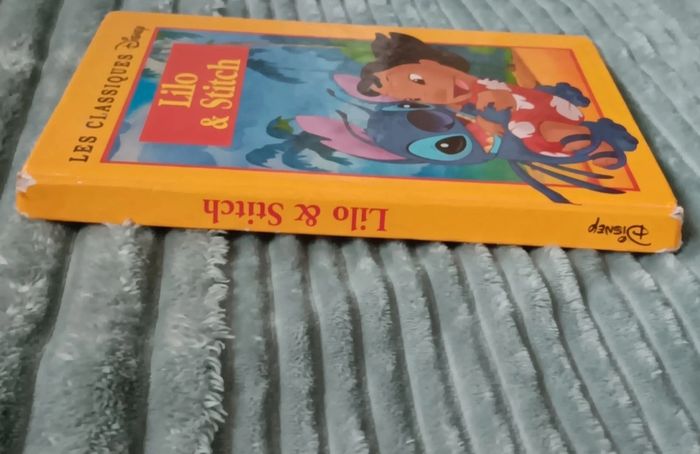 LES CLASSIQUES Disney
Lilo
& Stitch
Lilo & Stitch
Disney